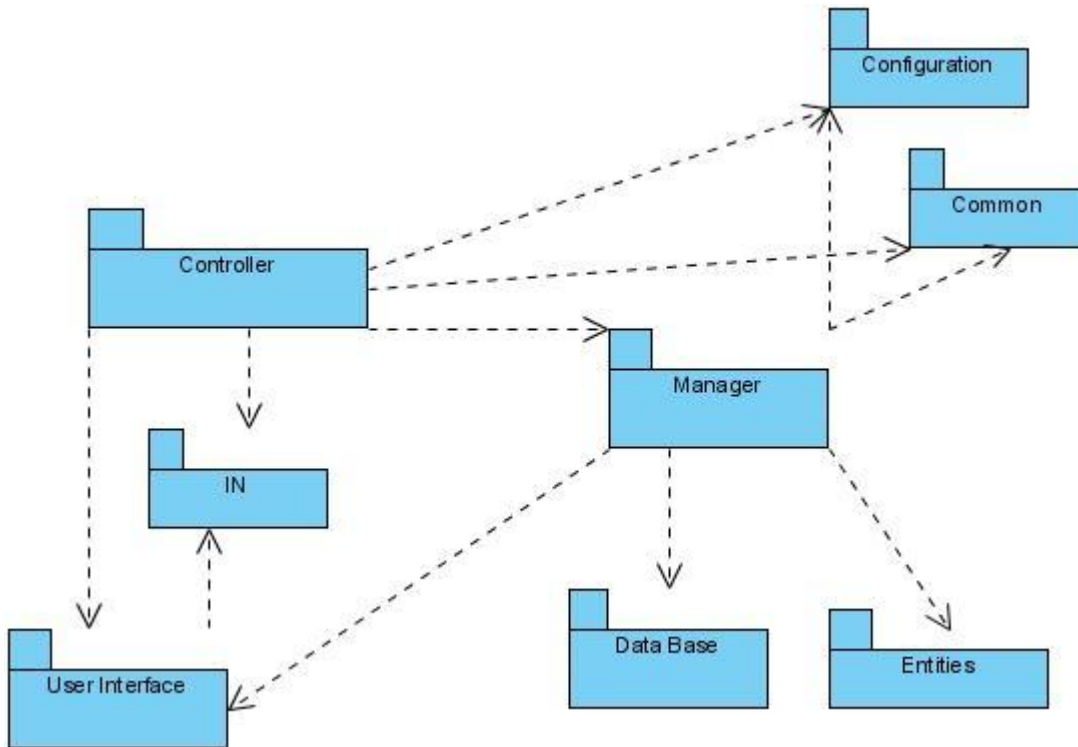 Configuration
Common
Controller
Manager
IN
Data Base
Entities
User Interface